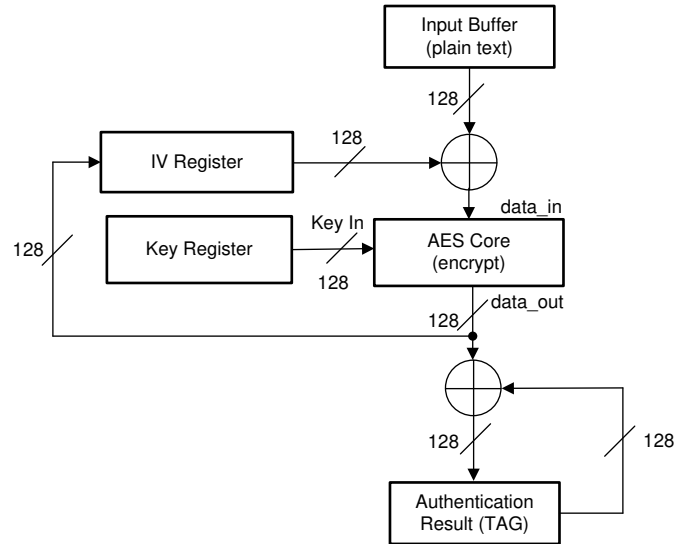 Input Buffer
(plain text)
128
128
IV Register
data_in
Key In
128
Key Register
AES Core
(encrypt)
128
data_out
128
128
128
Authentication
Result (TAG)